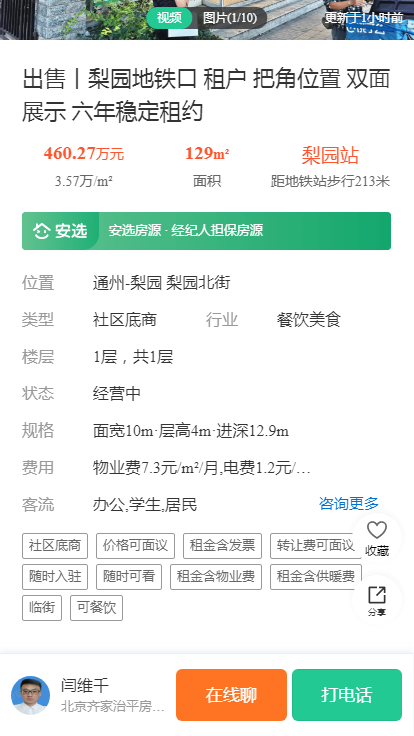 视频
图片(1/10)
更新于1小时前
出售丨梨园地铁口 租户 把角位置 双面
展示 六年稳定租约
460.27万元
129m²
梨园站
3.57万/m²
面积
距地铁站步行213米
安选
安选房源 · 经纪人担保房源
位置 通州-梨园 梨园北街
类型 社区底商 行业 餐饮美食
楼层 1层，共1层
状态 经营中
规格 面宽10m·层高4m·进深12.9m
费用 物业费7.3元/m²/月,电费1.2元/…
客流 办公,学生,居民
咨询更多
社区底商 价格可面议 租金含发票 转让费可面议
收藏
随时入驻 随时可看 租金含物业费 租金含供暖费
临街 可餐饮
分享
闫维千
北京齐家治平房…
在线聊
打电话